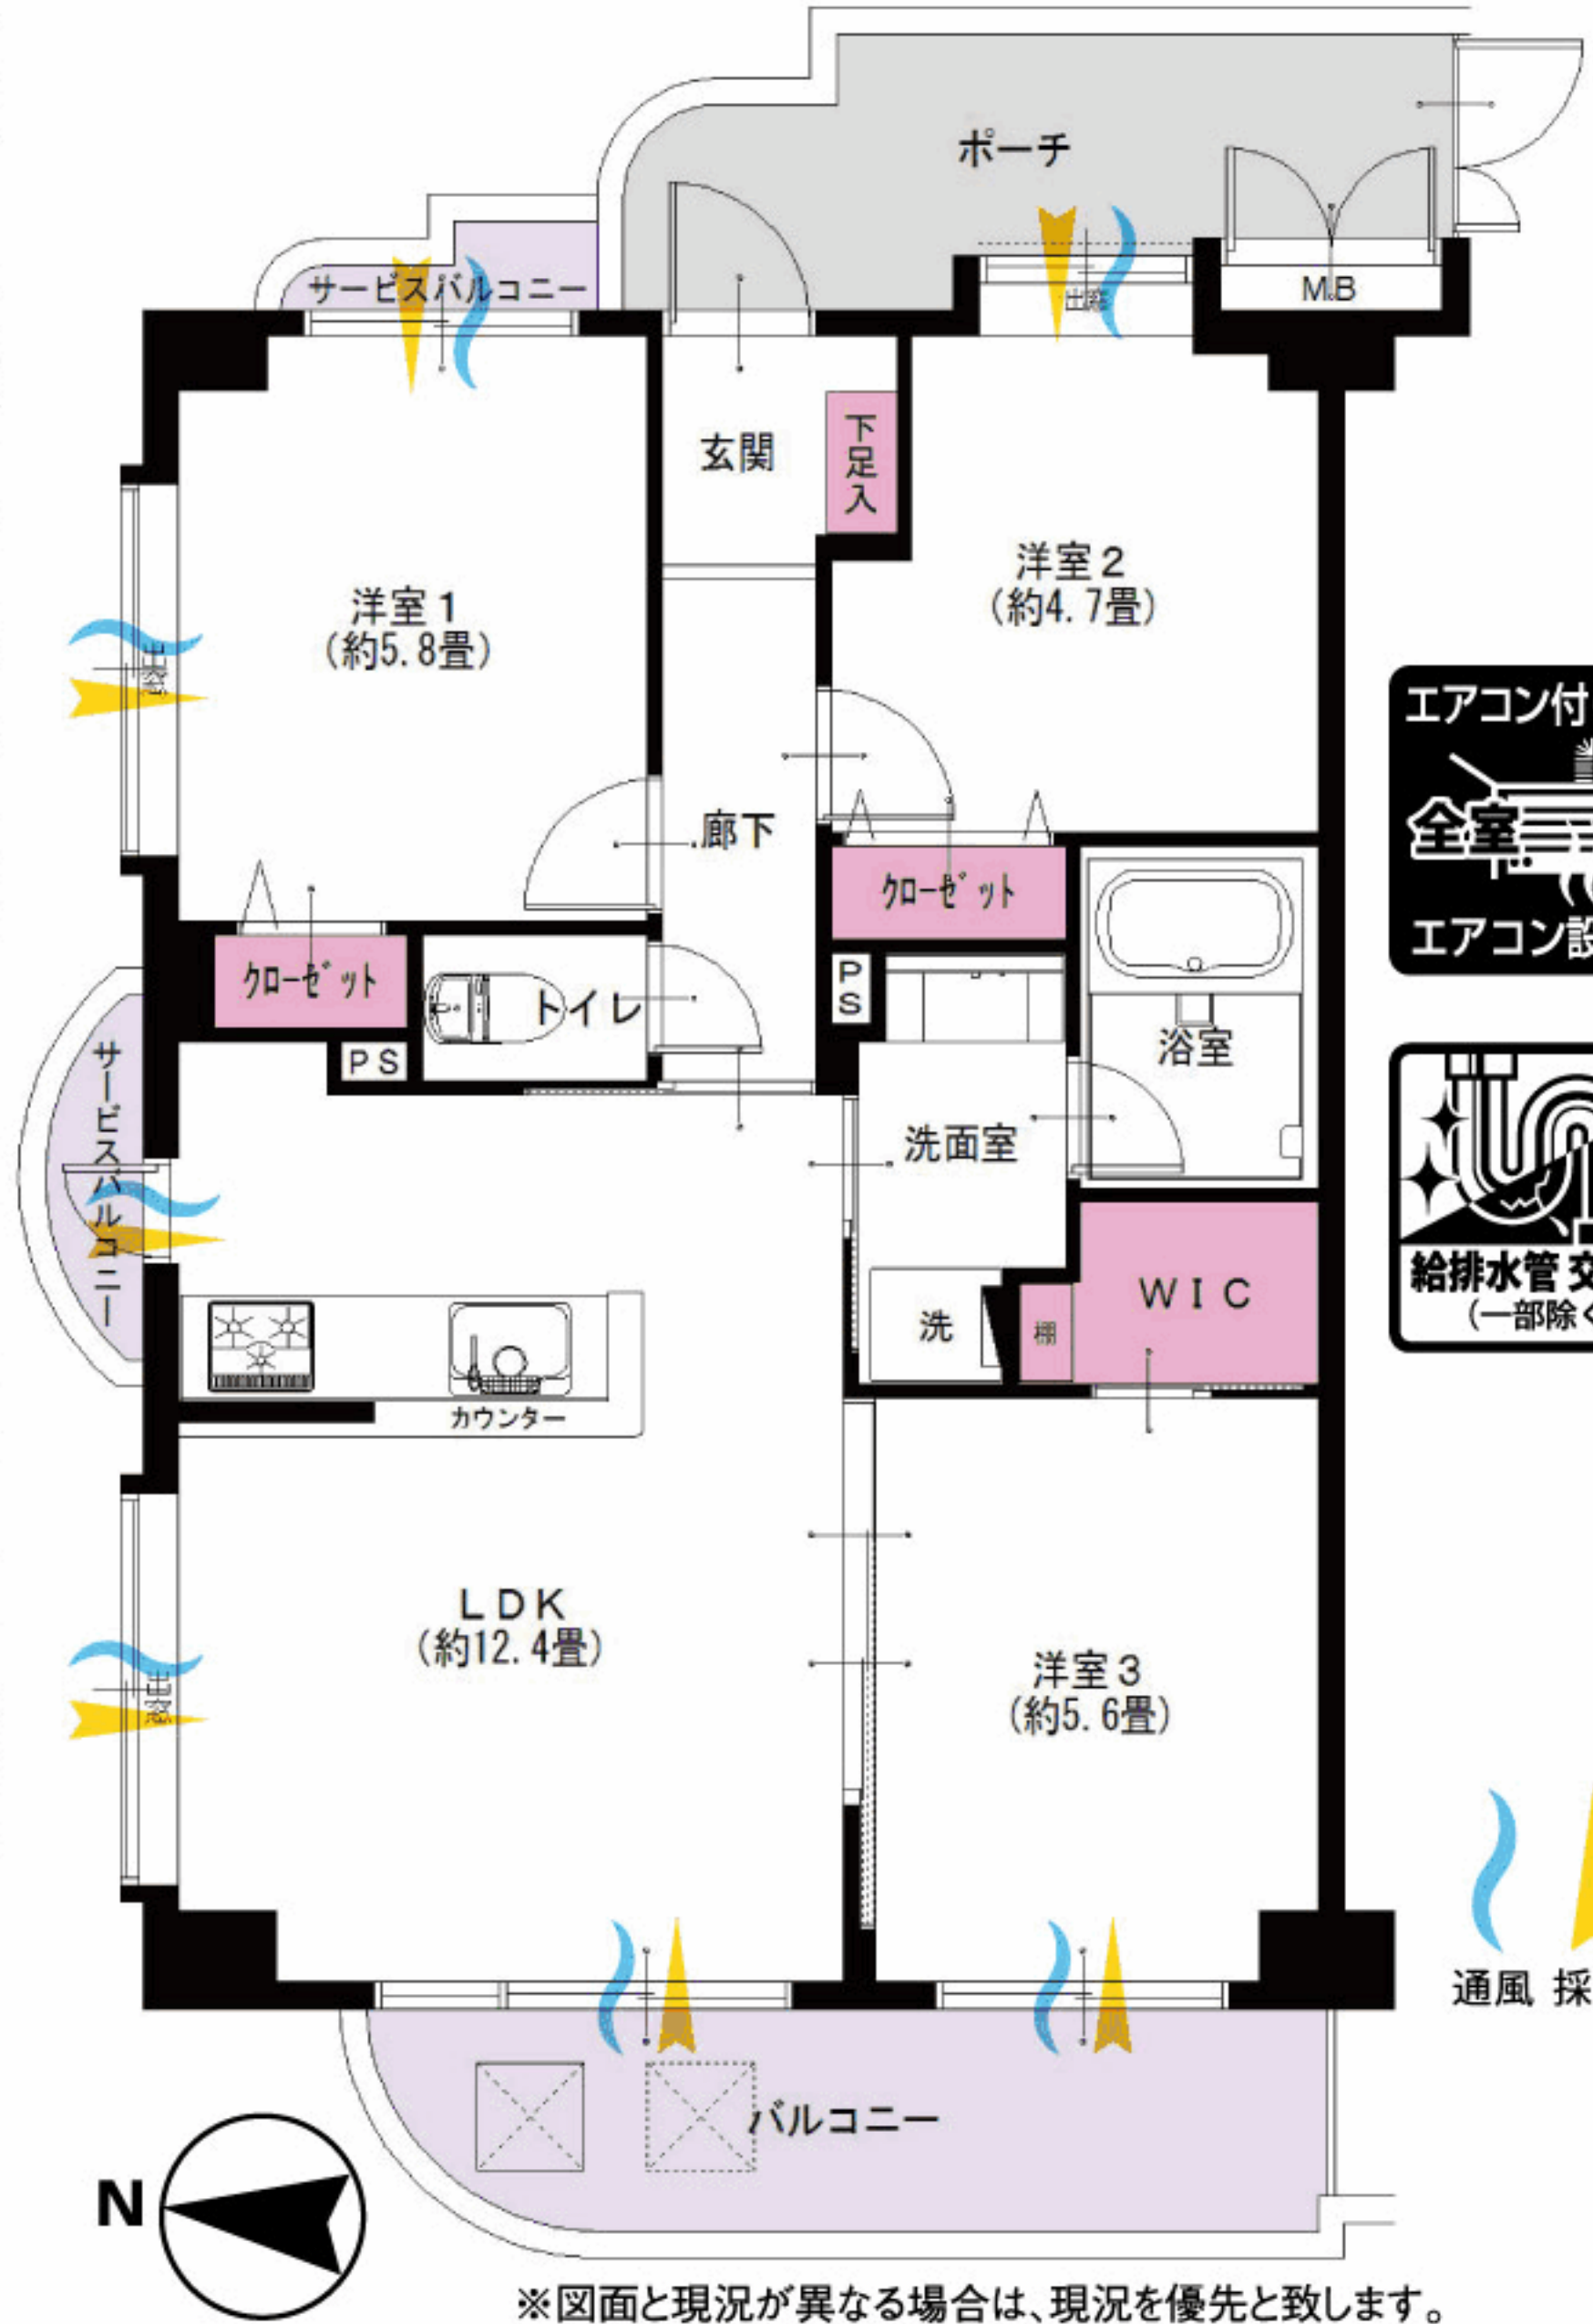 ポーチ
サービスバルコニー
出窓
M.B
玄関
下足入
洋室1
(約5.8畳)
洋室2
(約4.7畳)
出窓
エアコン付
全室
廊下
クローゼット
クローゼット
トイレ
PS
PS
浴室
サービスバルコニー
洗面室
WIC
洗
棚
給排水管
(一部除く
カウンター
LDK
(約12.4畳)
洋室3
(約5.6畳)
出窓
通風 採
バルコニー
N
※図面と現況が異なる場合は、現況を優先と致します。